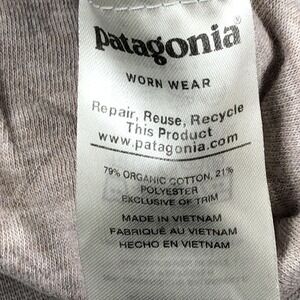 patagonia®
WORN WEAR
Repair, Reuse, Recycle
This Product
www.patagonia.com
79% ORGANIC COTTON, 21%
POLYESTER
EXCLUSIVE OF TRIM
MADE IN VIETNAM
FABRIQUÉ AU VIETNAM
HECHO EN VIETNAM